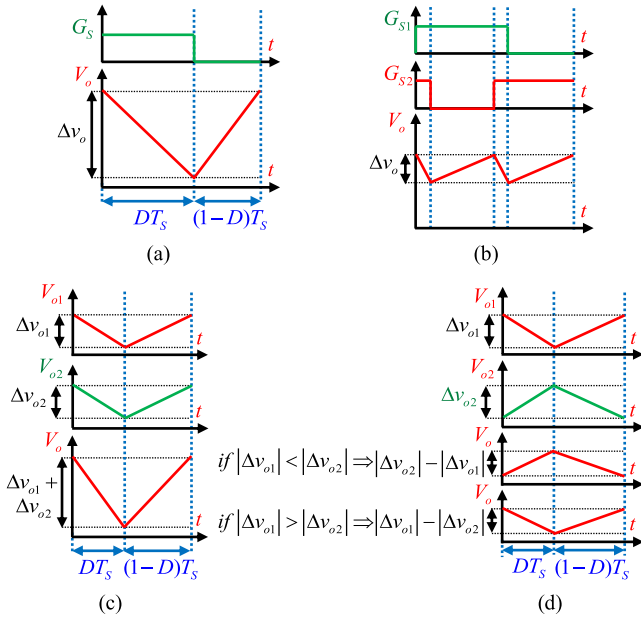 G_S
t
V_o
Δv_o
t
DT_S (1−D)T_S
(a)
G_S1
t
G_S2
t
V_o
Δv_o
t
(b)
V_o1
Δv_o1
t
V_o2
Δv_o2
t
V_o
Δv_o1 +
Δv_o2
t
DT_S (1−D)T_S
(c)
if |Δv_o1| < |Δv_o2| ⇒ |Δv_o2| − |Δv_o1|
if |Δv_o1| > |Δv_o2| ⇒ |Δv_o1| − |Δv_o2|
V_o1
Δv_o1
t
V_o2
Δv_o2
t
V_o
t
V_o
t
DT_S (1−D)T_S
(d)